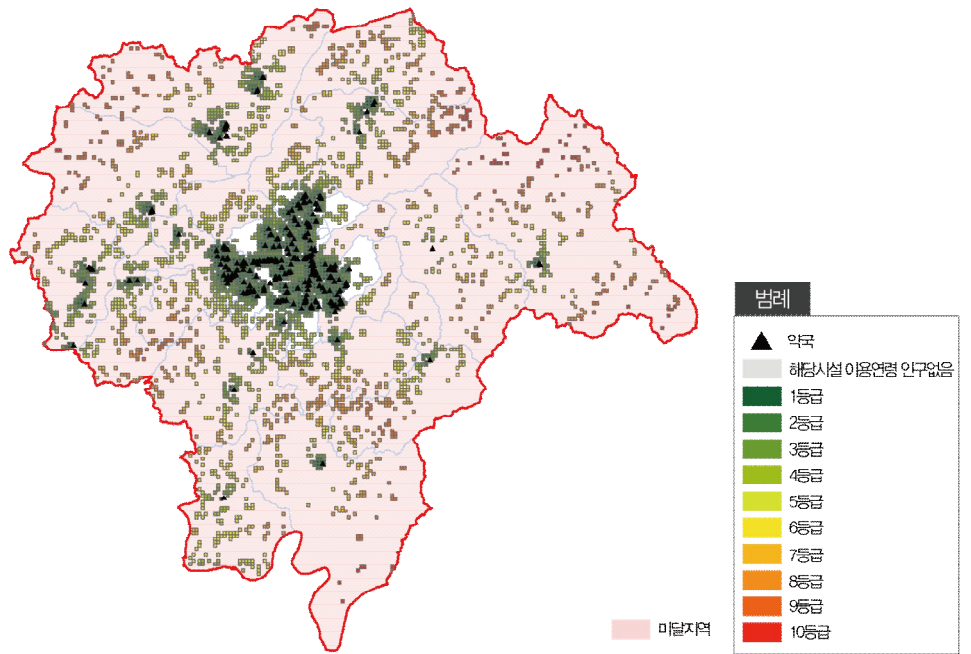 범례
약국
해당시설 이용연령 인구없음
1등급
2등급
3등급
4등급
5등급
6등급
7등급
8등급
9등급
10등급
미달지역